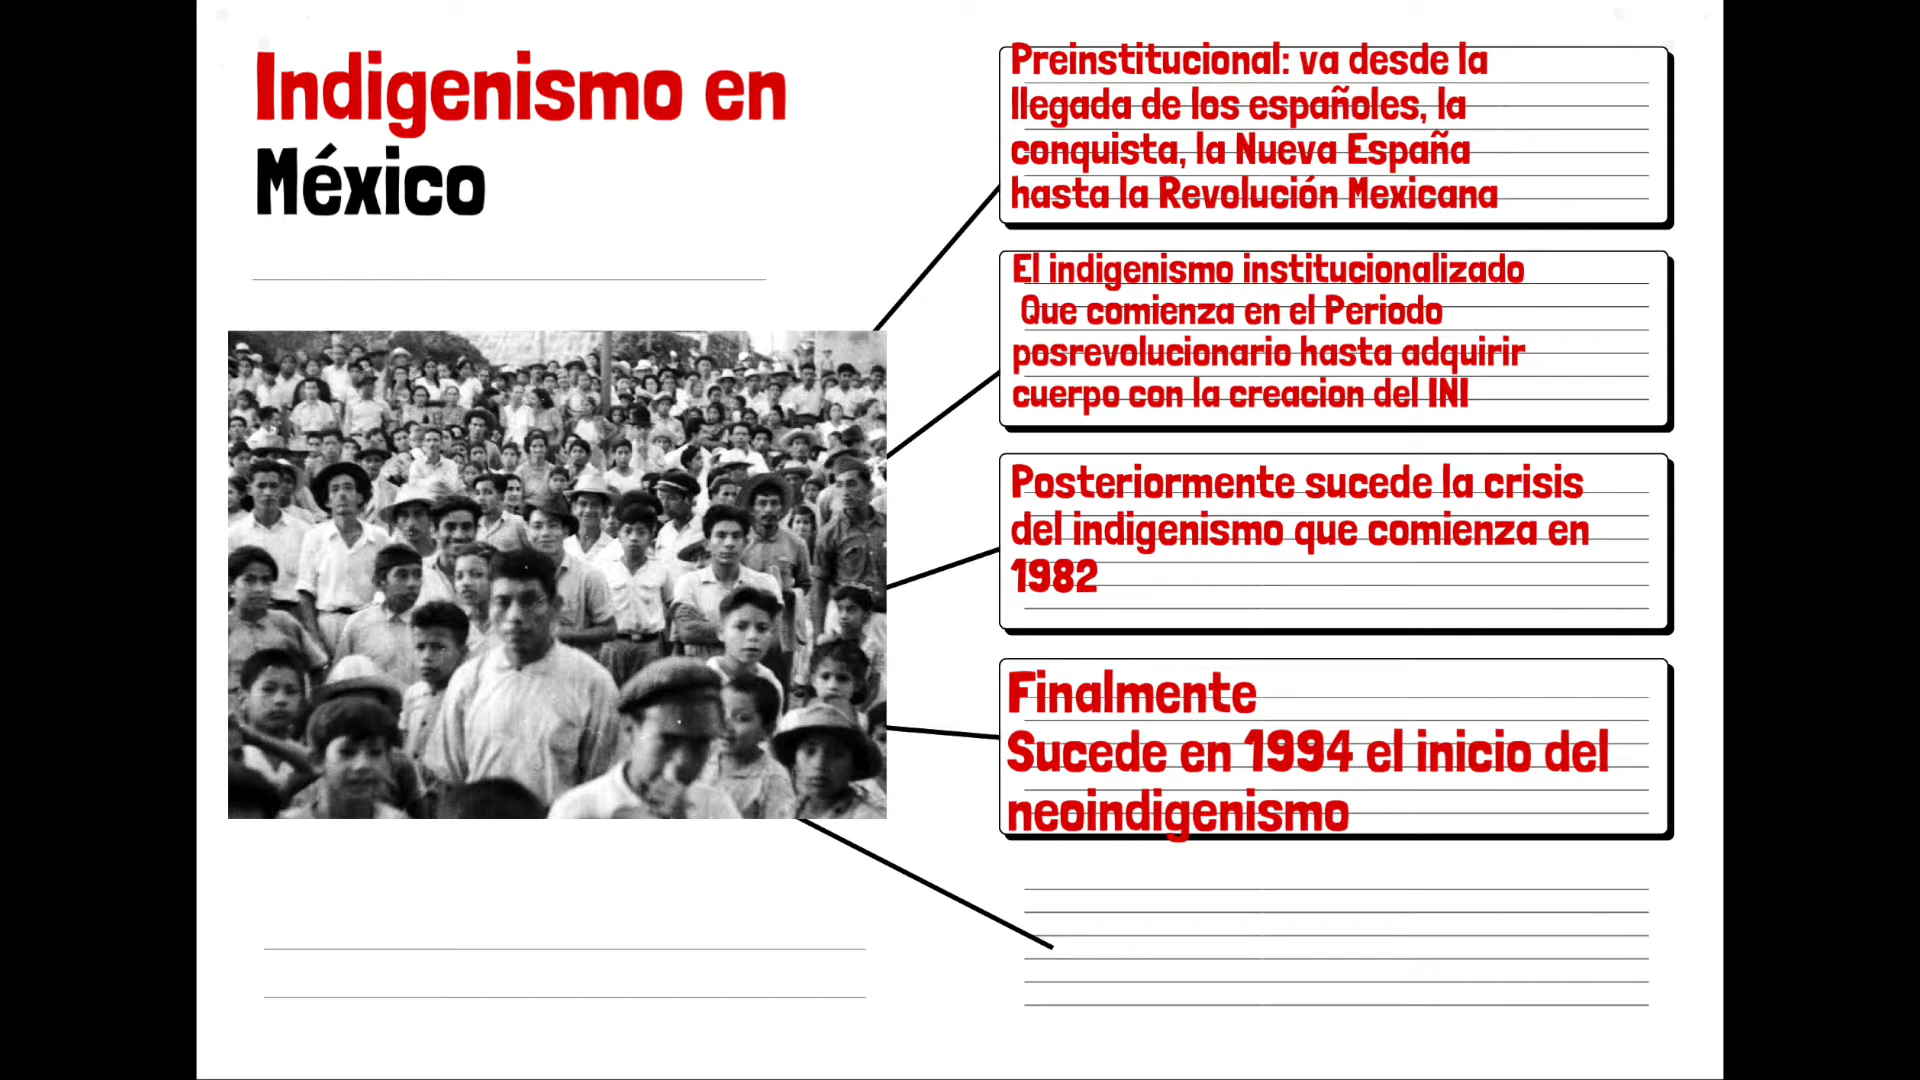 Indigenismo en
México
Preinstitucional: va desde la
llegada de los españoles, la
conquista, la Nueva España
hasta la Revolución Mexicana
El indigenismo institucionalizado
Que comienza en el Periodo
posrevolucionario hasta adquirir
cuerpo con la creacion del INI
Posteriormente sucede la crisis
del indigenismo que comienza en
1982
Finalmente
Sucede en 1994 el inicio del
neoindigenismo